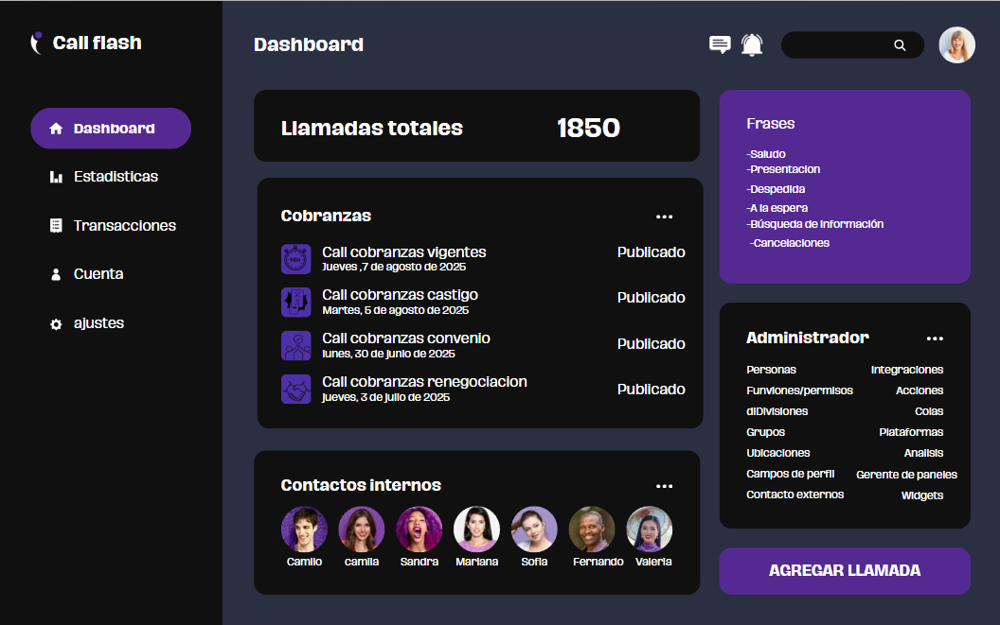 Call flash
Dashboard
Dashboard
Estadisticas
Transacciones
Cuenta
ajustes
Llamadas totales 1850
Cobranzas
Call cobranzas vigentes Publicado
Jueves ,7 de agosto de 2025
Call cobranzas castigo Publicado
Martes, 5 de agosto de 2025
Call cobranzas convenio Publicado
lunes, 30 de junio de 2025
Call cobranzas renegociacion Publicado
jueves, 3 de julio de 2025
Contactos internos
Camilo camila Sandra Mariana Sofia Fernando Valeria
Frases
-Saludo
-Presentacion
-Despedida
-A la espera
-Búsqueda de información
-Cancelaciones
Administrador
Personas Integraciones
Funviones/permisos Acciones
diDivisiones Colas
Grupos Plataformas
Ubicaciones Analisis
Campos de perfil Gerente de paneles
Contacto externos Widgets
AGREGAR LLAMADA